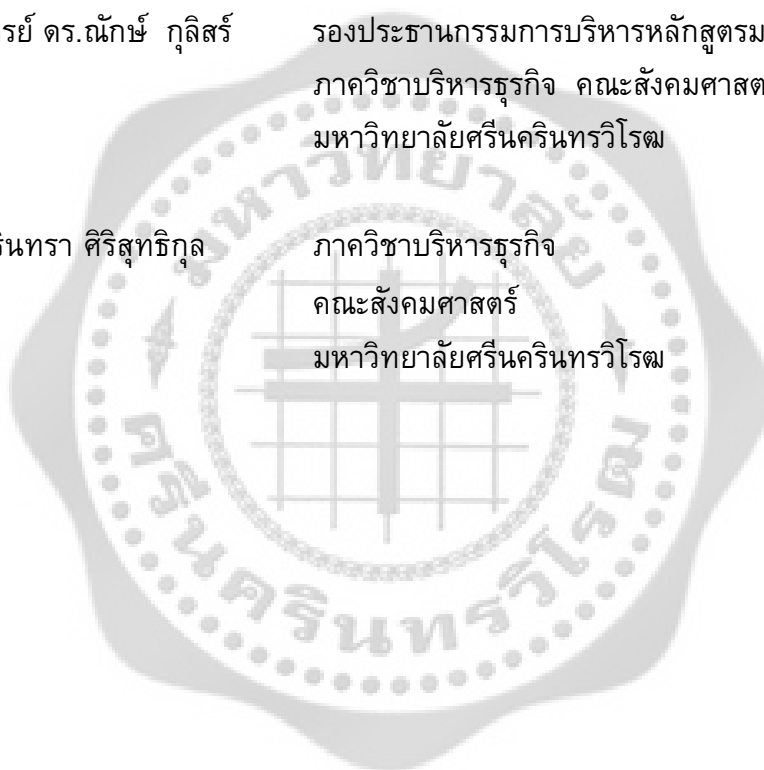 รย์ ดร.ณักษ์ กุลิสร์ รองประธานกรรมการบริหารหลักสูตรม
ภาควิชาบริหารธุรกิจ คณะสังคมศาสต
มหาวิทยาลัยศรีนครินทรวิโรฒ
รินทรา ศิริสุทธิกุล ภาควิชาบริหารธุรกิจ
คณะสังคมศาสตร์
มหาวิทยาลัยศรีนครินทรวิโรฒ
มหาวิทยาลัย
ศรีนครินทรวิโรฒ